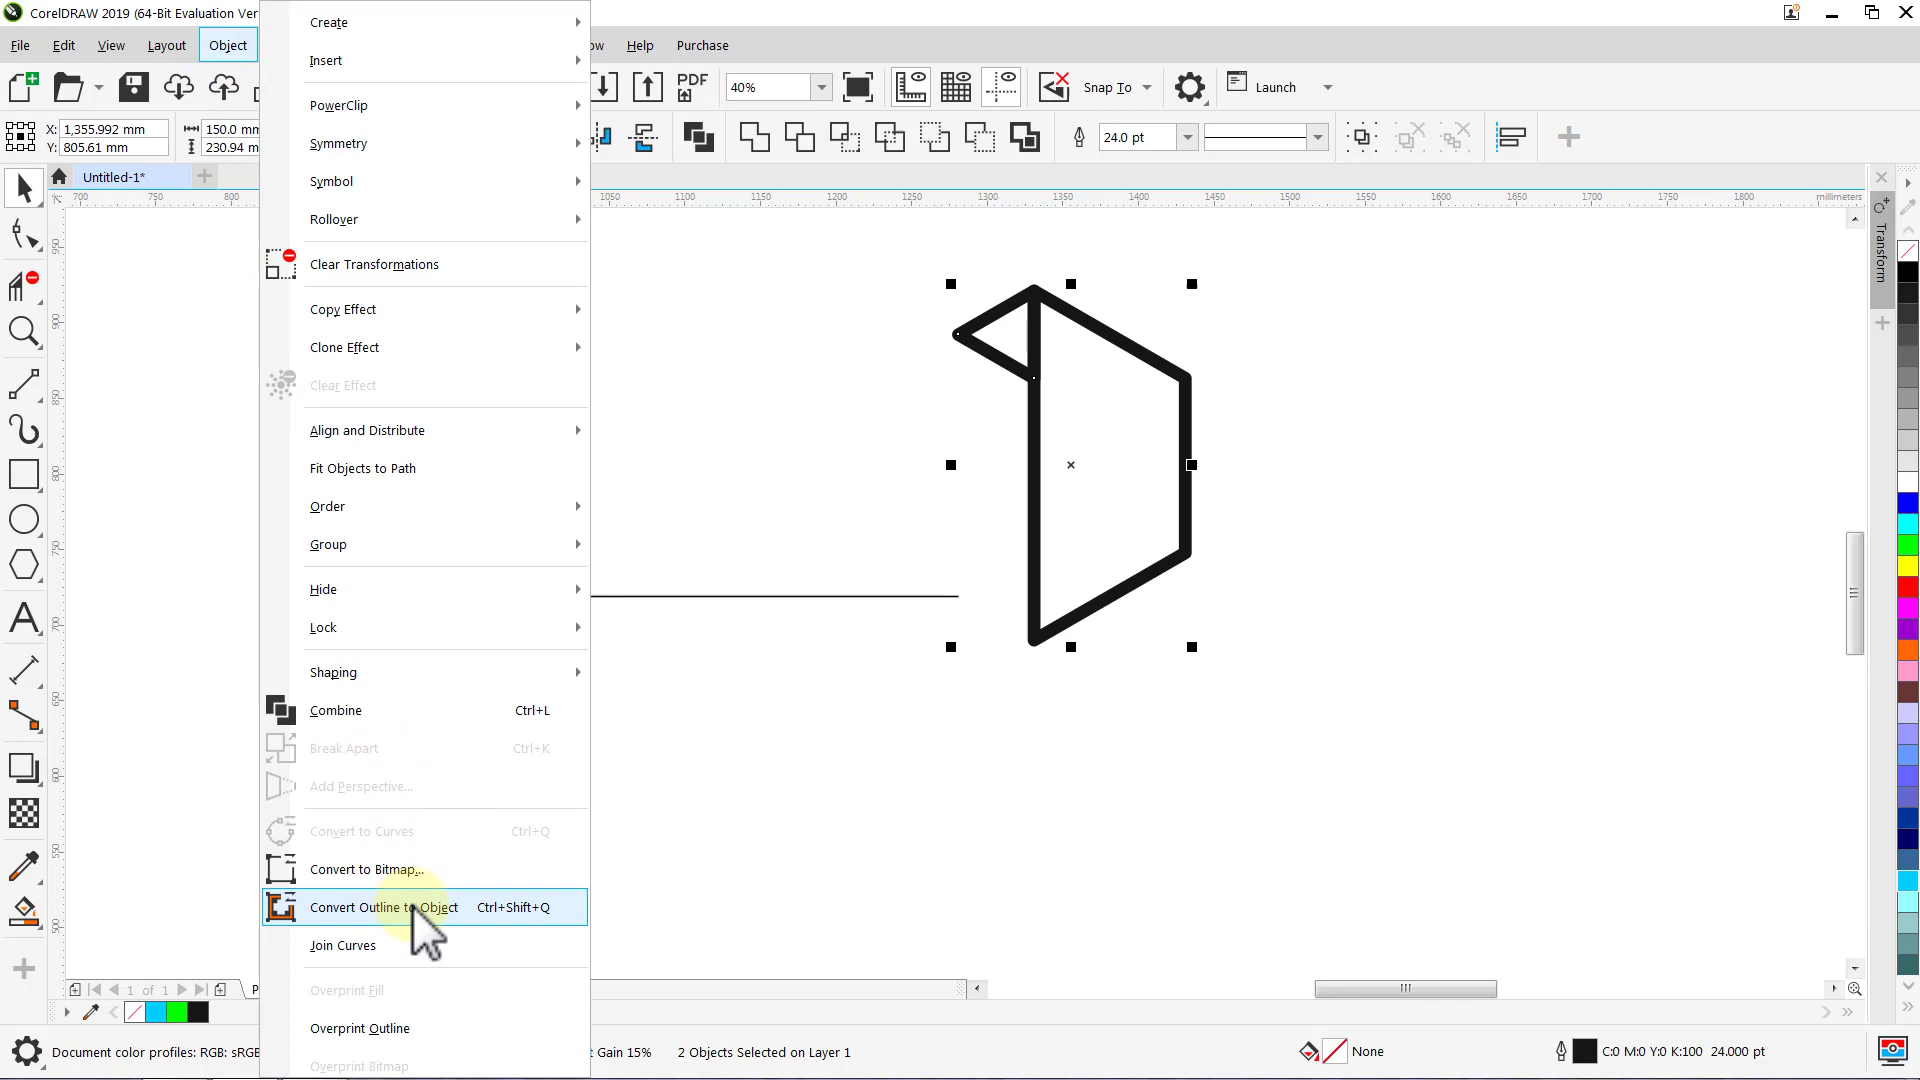 CorelDRAW 2019 (64-Bit Evaluation Ver
File Edit View Layout Object Help Purchase
PDF 40% Snap To Launch
X: 1,355.992 mm 150.0 mm
Y: 805.61 mm 230.94 mm
24.0 pt
Untitled-1*
700 750 800 1050 1100 1150 1200 1250 1300 1350 1400 1450 1500 1550 1600 1650 1700 1750 1800 millimeters
Create
Insert
PowerClip
Symmetry
Symbol
Rollover
Clear Transformations
Copy Effect
Clone Effect
Clear Effect
Align and Distribute
Fit Objects to Path
Order
Group
Hide
Lock
Shaping
Combine Ctrl+L
Break Apart Ctrl+K
Add Perspective...
Convert to Curves Ctrl+Q
Convert to Bitmap...
Convert Outline to Object Ctrl+Shift+Q
Join Curves
Overprint Fill
Overprint Outline
Overprint Bitmap
Transform
1 of 1
Document color profiles: RGB: sRGB
t Gain 15% 2 Objects Selected on Layer 1
None
C:0 M:0 Y:0 K:100 24.000 pt